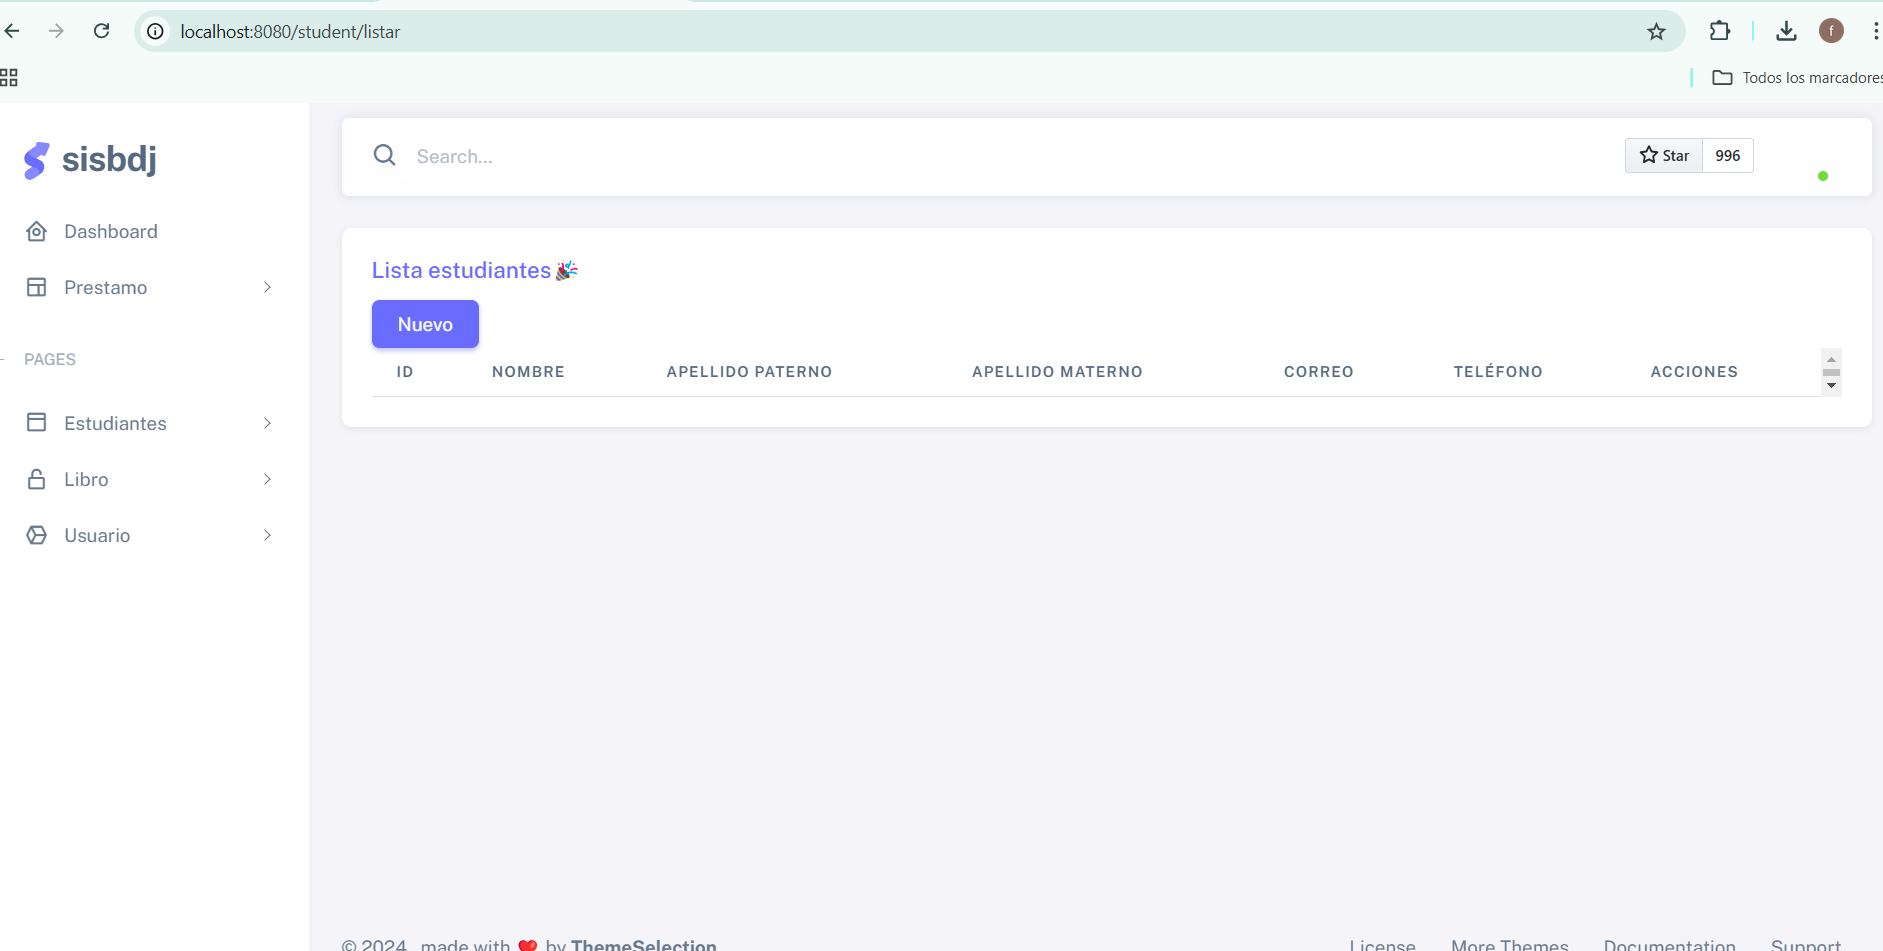 localhost:8080/student/listar
f
Todos los marcadores
sisbdj
Search...
Star 996
Dashboard
Prestamo
PAGES
Estudiantes
Libro
Usuario
Lista estudiantes🎉
Nuevo
ID NOMBRE APELLIDO PATERNO APELLIDO MATERNO CORREO TELÉFONO ACCIONES
© 2024 made with ❤️ by ThemeSelection
License More Themes Documentation Support